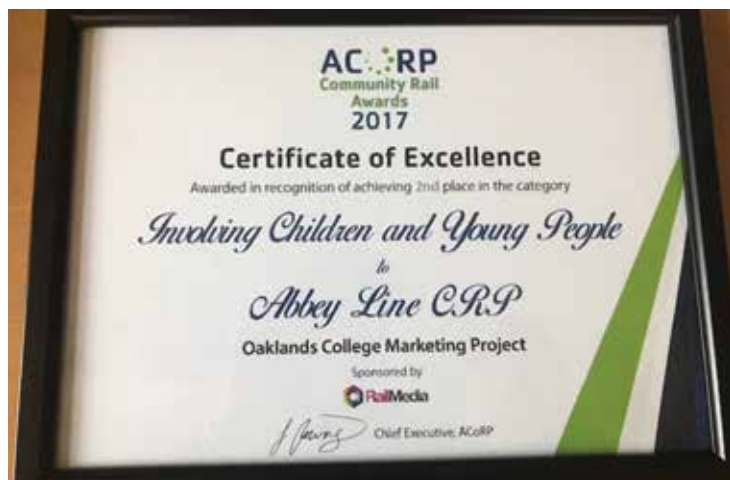 ACoRP
Community Rail
Awards
2017
Certificate of Excellence
Awarded in recognition of achieving 2nd place in the category
Involving Children and Young People
to
Abbey Line CRP
Oaklands College Marketing Project
Sponsored by
RailMedia
Chief Executive, ACoRP